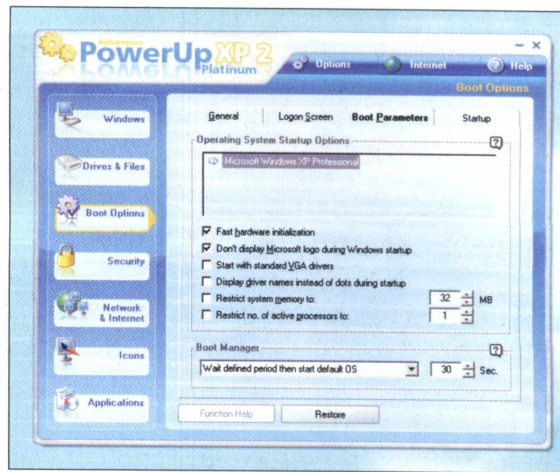 Ashampoo
PowerUp XP 2
Platinum
Options
Internet
Help
Boot Options
Windows
Drives & Files
Boot Options
Security
Network & Internet
Icons
Applications
General
Logon Screen
Boot Parameters
Startup
Operating System Startup Options
?
Microsoft Windows XP Professional
Fast hardware initialization
Don't display Microsoft logo during Windows startup
Start with standard VGA drivers
Display driver names instead of dots during startup
Restrict system memory to: 32 MB
Restrict no. of active processors to: 1
Boot Manager
?
Wait defined period then start default OS 30 Sec.
Function Help
Restore